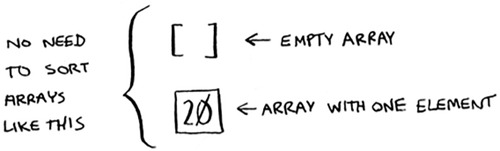 NO NEED
TO SORT
ARRAYS
LIKE THIS
[ ] ← EMPTY ARRAY
20 ← ARRAY WITH ONE ELEMENT